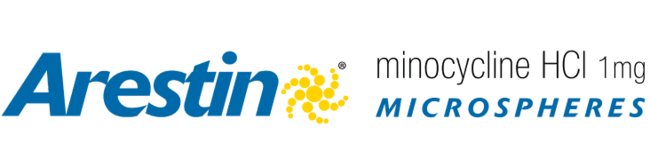 Arestin®
minocycline HCl 1mg
MICROSPHERES